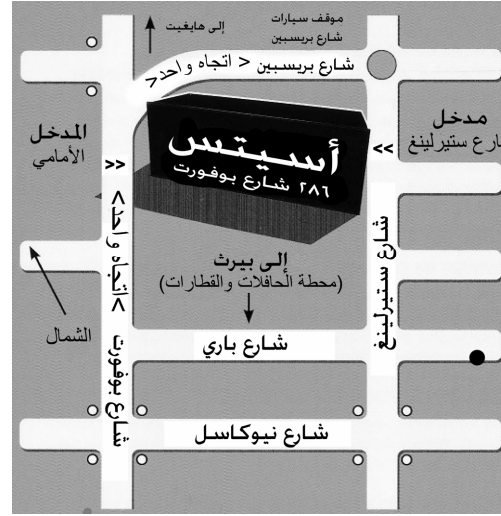 إلى هايغيت
موقف سيارات
شارع بريسبين
شارع بريسبين < اتجاه واحد<
المدخل
الأمامي
مدخل
شارع ستيرلينغ
أسيتس
٢٨٦ شارع بوفورت
<<
<<
<اتجاه واحد>
شارع بوفورت
شارع ستيرلينغ
إلى بيرث
(محطة الحافلات والقطارات)
الشمال
شارع باري
شارع نيوكاسل